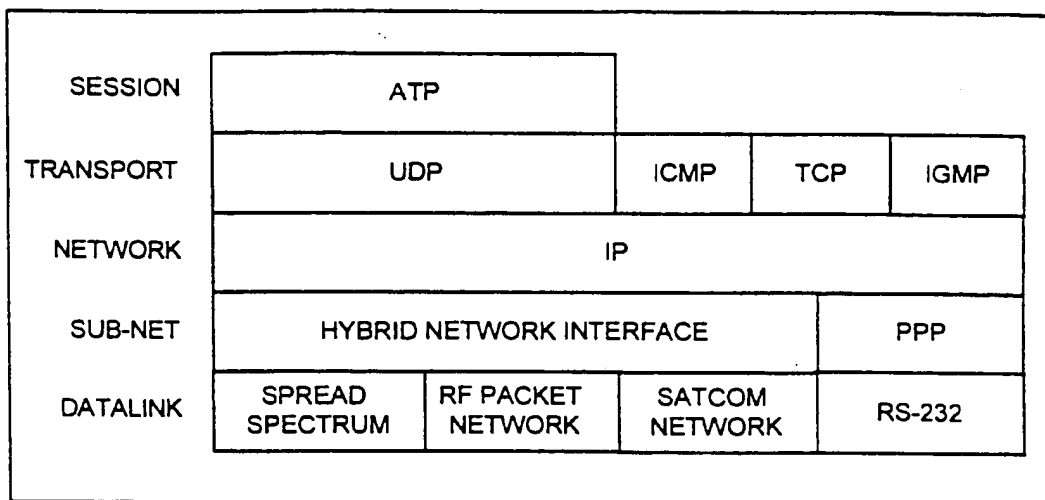 SESSION
ATP
TRANSPORT
UDP
ICMP
TCP
IGMP
NETWORK
IP
SUB-NET
HYBRID NETWORK INTERFACE
PPP
DATALINK
SPREAD
SPECTRUM
RF PACKET
NETWORK
SATCOM
NETWORK
RS-232